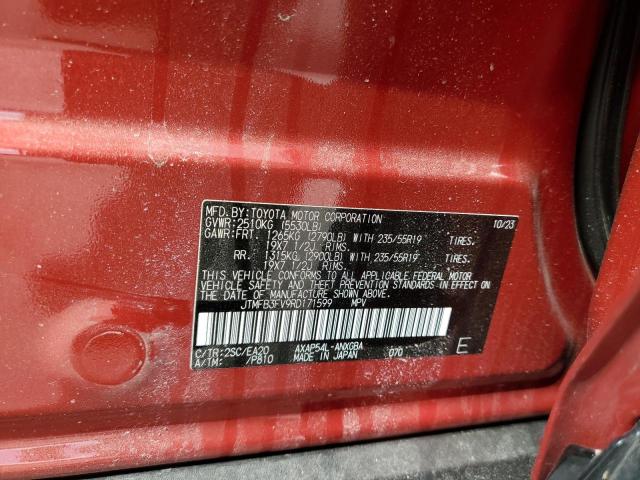 MFD.BY:TOYOTA MOTOR CORPORATION 10/23
GVWR:2510KG (5530LB)
GAWR:FRT 1265KG (2790LB) WITH 235/55R19 TIRES.
19X7 1/2J RIMS.
RR. 1315KG (2900LB) WITH 235/55R19 TIRES.
19X7 1/2J RIMS.
THIS VEHICLE CONFORMS TO ALL APPLICABLE FEDERAL MOTOR
VEHICLE SAFETY STANDARDS IN EFFECT ON THE DATE OF
MANUFACTURE SHOWN ABOVE.
JTMFB3FV9RD171599 MPV
C/TR:2SC/EA20 AXAP54L-ANXGBA 070 E
A/TM: /P810 MADE IN JAPAN